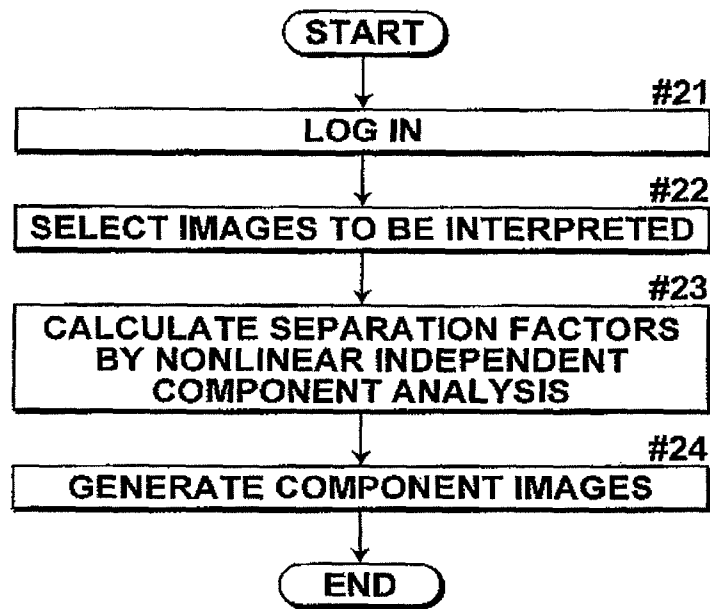 START
#21
LOG IN
#22
SELECT IMAGES TO BE INTERPRETED
#23
CALCULATE SEPARATION FACTORS
BY NONLINEAR INDEPENDENT
COMPONENT ANALYSIS
#24
GENERATE COMPONENT IMAGES
END